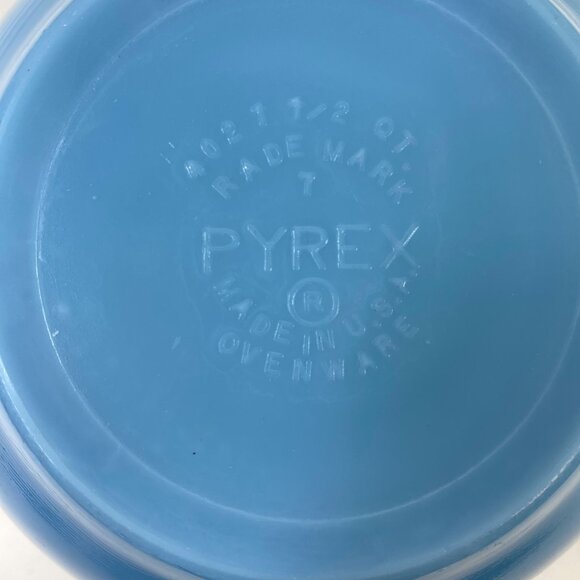 402 1 1/2 QT.
TRADE MARK
7
PYREX
®
MADE IN U.S.A.
OVENWARE